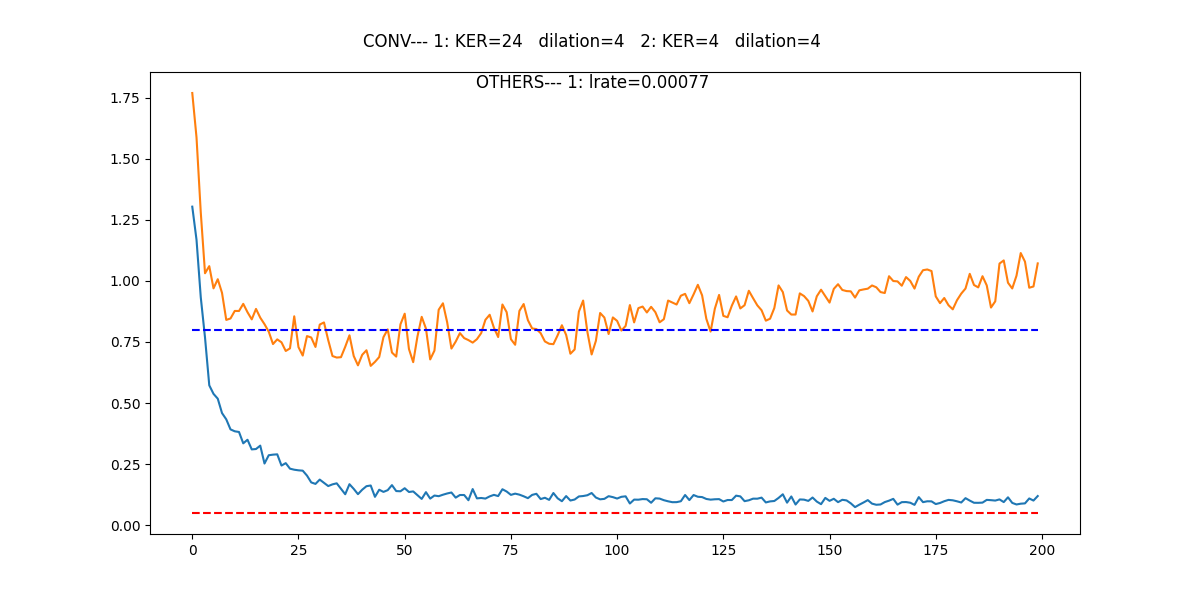 CONV--- 1: KER=24   dilation=4   2: KER=4   dilation=4
OTHERS--- 1: lrate=0.00077
1.75
1.50
1.25
1.00
0.75
0.50
0.25
0.00
0 25 50 75 100 125 150 175 200